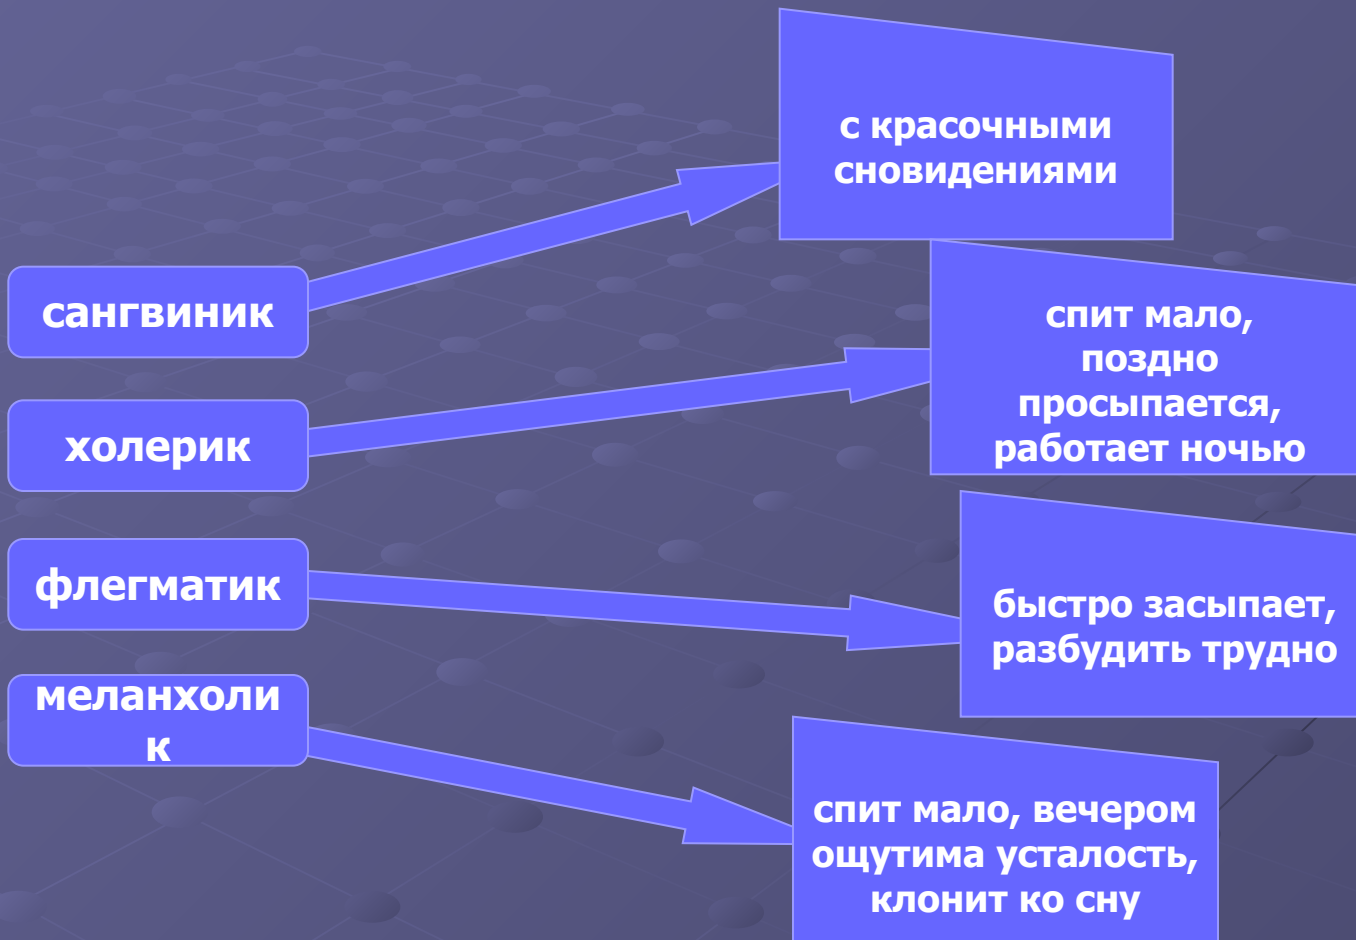 с красочными
сновидениями
сангвиник
спит мало,
поздно
просыпается,
работает ночью
холерик
флегматик
быстро засыпает,
разбудить трудно
меланхоли
к
спит мало, вечером
ощутима усталость,
клонит ко сну